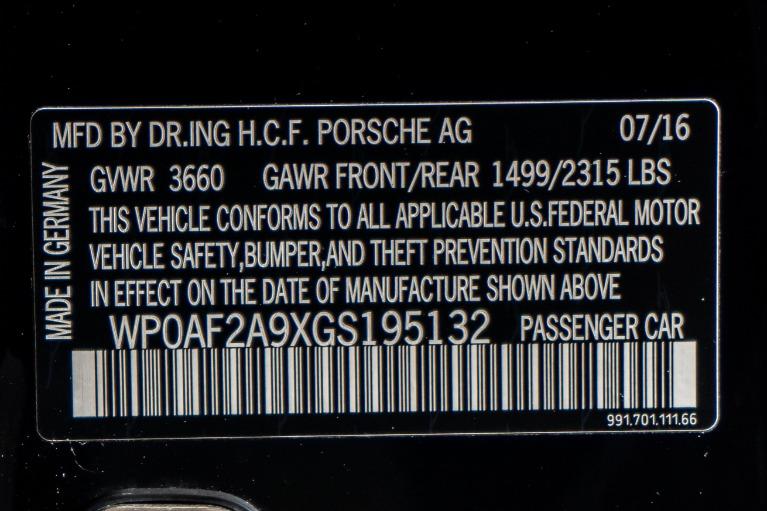 MFD BY DR.ING H.C.F. PORSCHE AG 07/16
GVWR 3660 GAWR FRONT/REAR 1499/2315 LBS
THIS VEHICLE CONFORMS TO ALL APPLICABLE U.S.FEDERAL MOTOR
VEHICLE SAFETY,BUMPER,AND THEFT PREVENTION STANDARDS
IN EFFECT ON THE DATE OF MANUFACTURE SHOWN ABOVE
WP0AF2A9XGS195132 PASSENGER CAR
991.701.111.66
MADE IN GERMANY